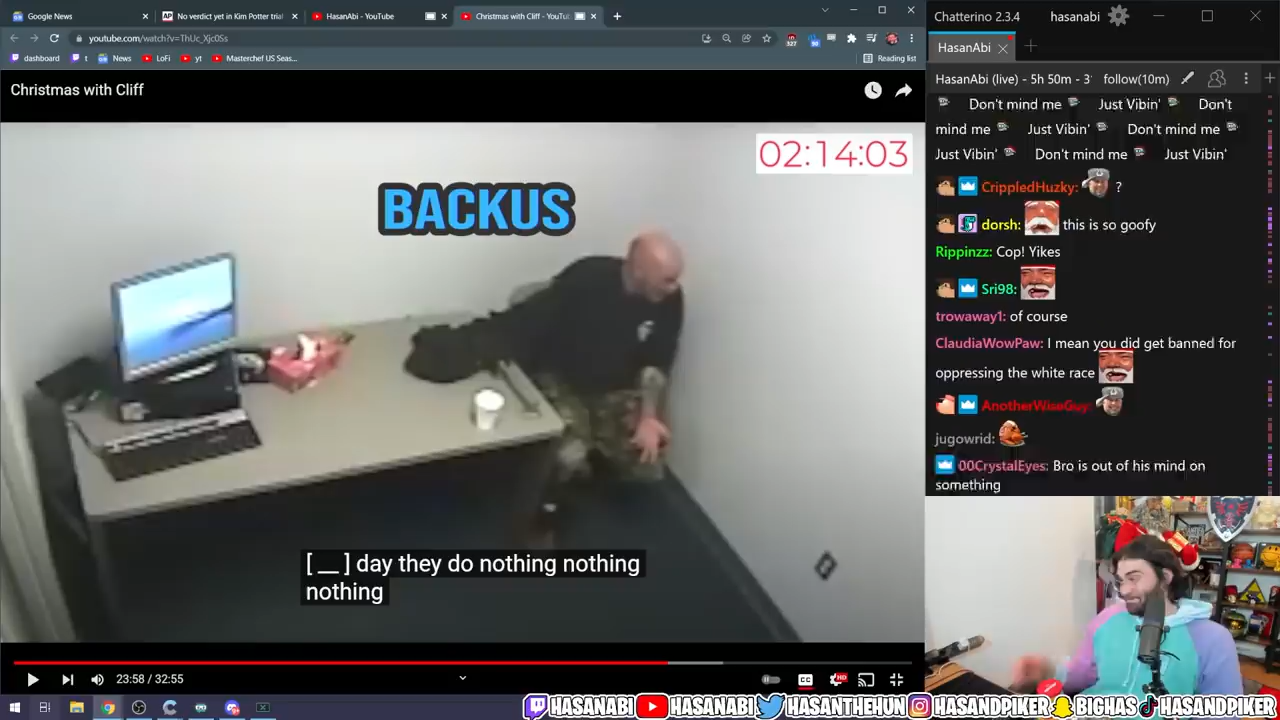 Google News
No verdict yet in Kim Potter trial
HasanAbi - YouTube
Christmas with Cliff - YouTub
youtube.com/watch?v=ThUc_Xjc0Ss
dashboard
t
News
LoFi
yt
Masterchef US Seas...
Reading list
Christmas with Cliff
02:14:03
BACKUS
[ __ ] day they do nothing nothing
nothing
23:58 / 32:55
CC
HD
Chatterino 2.3.4
hasanabi
HasanAbi
HasanAbi (live) - 5h 50m - 3
follow(10m)
Don't mind me Just Vibin' Don't
mind me Just Vibin' Don't mind me
Just Vibin' Don't mind me Just Vibin'
CrippledHuzky: ?
dorsh: this is so goofy
Rippinzz: Cop! Yikes
Sri98:
trowaway1: of course
ClaudiaWowPaw: I mean you did get banned for
oppressing the white race
AnotherWiseGuy:
jugowrid:
00CrystalEyes: Bro is out of his mind on
something
HASANABI HASANABI HASANTHEHUN HASANDPIKER BIGHAS HASANDPIKER